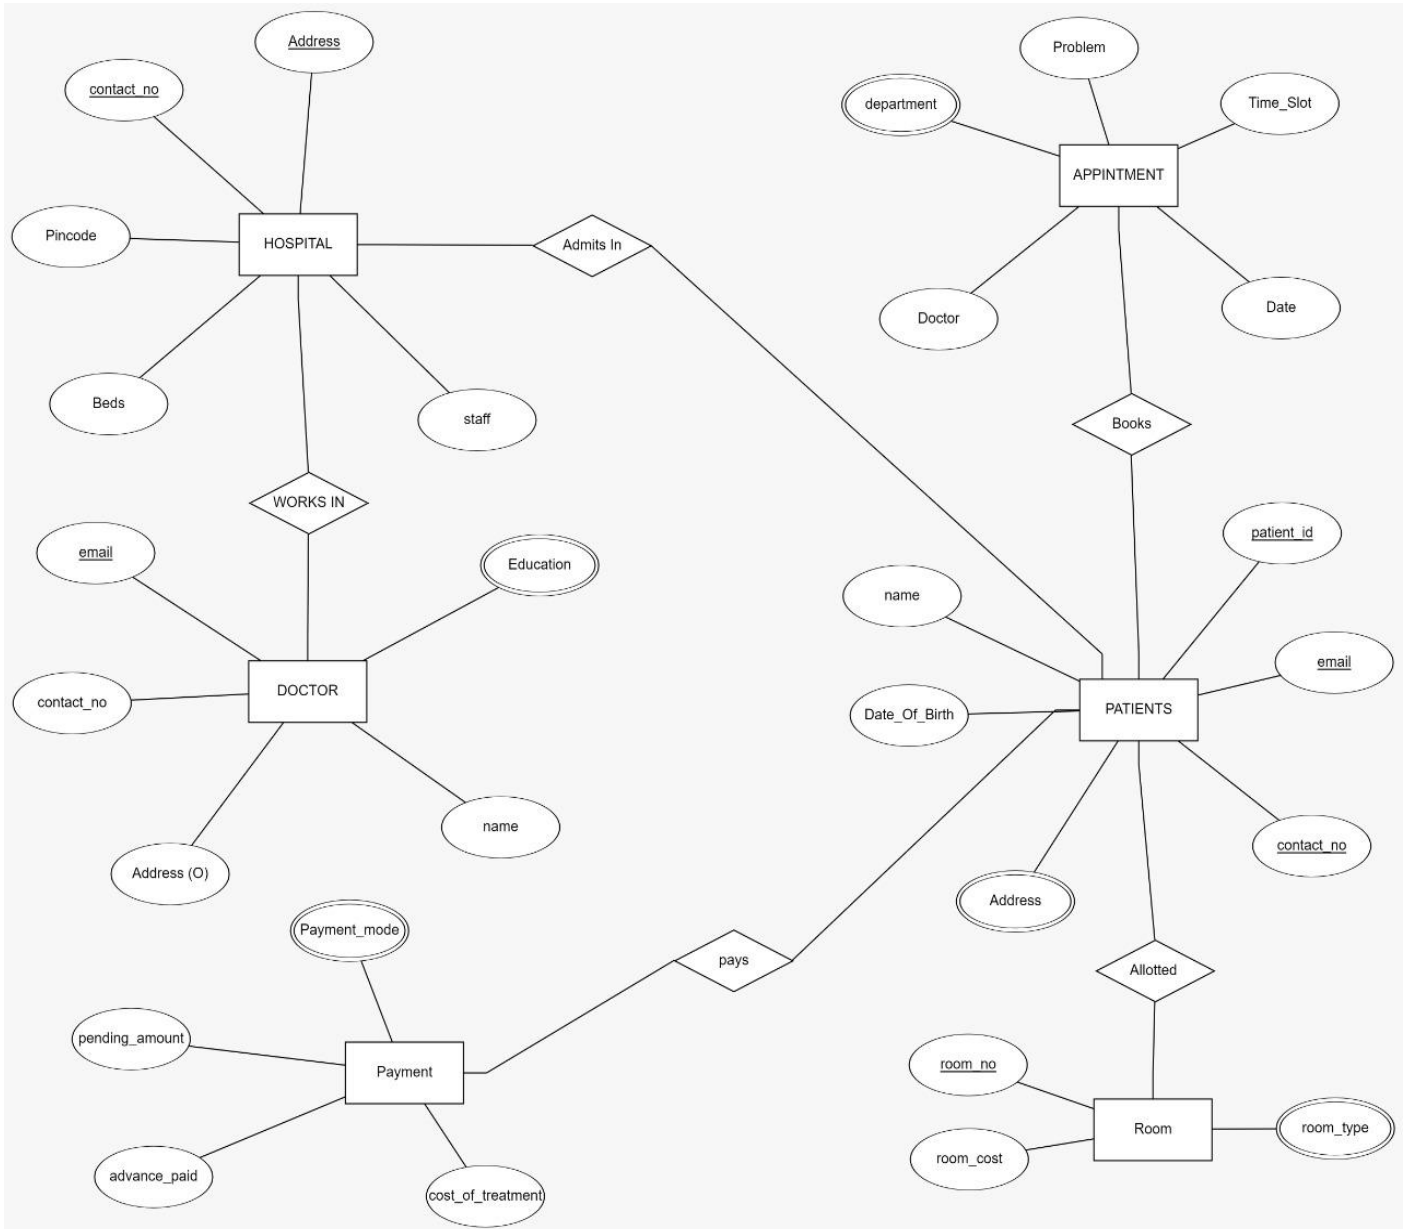 Address
contact_no
Pincode
HOSPITAL
Beds
staff
Admits In
WORKS IN
Problem
department
Time_Slot
APPINTMENT
Doctor
Date
Books
email
Education
DOCTOR
contact_no
Address (O)
name
patient_id
name
email
Date_Of_Birth
PATIENTS
contact_no
Address
Payment_mode
pays
pending_amount
Payment
advance_paid
cost_of_treatment
Allotted
room_no
Room
room_type
room_cost